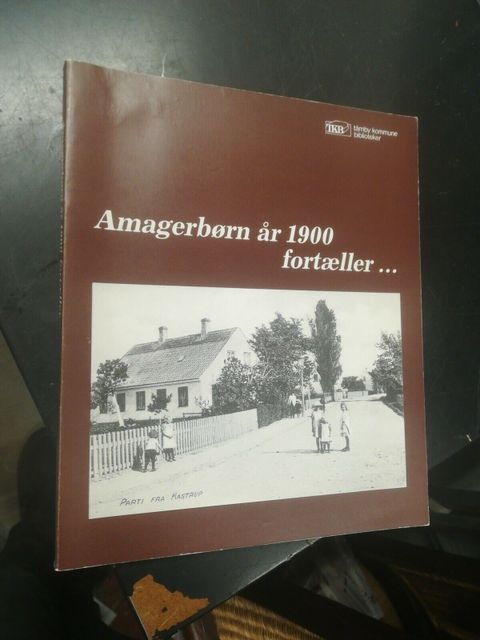 TKB
tårnby kommune
biblioteker
Amagerbørn år 1900
fortæller...
PARTI FRA KASTRUP